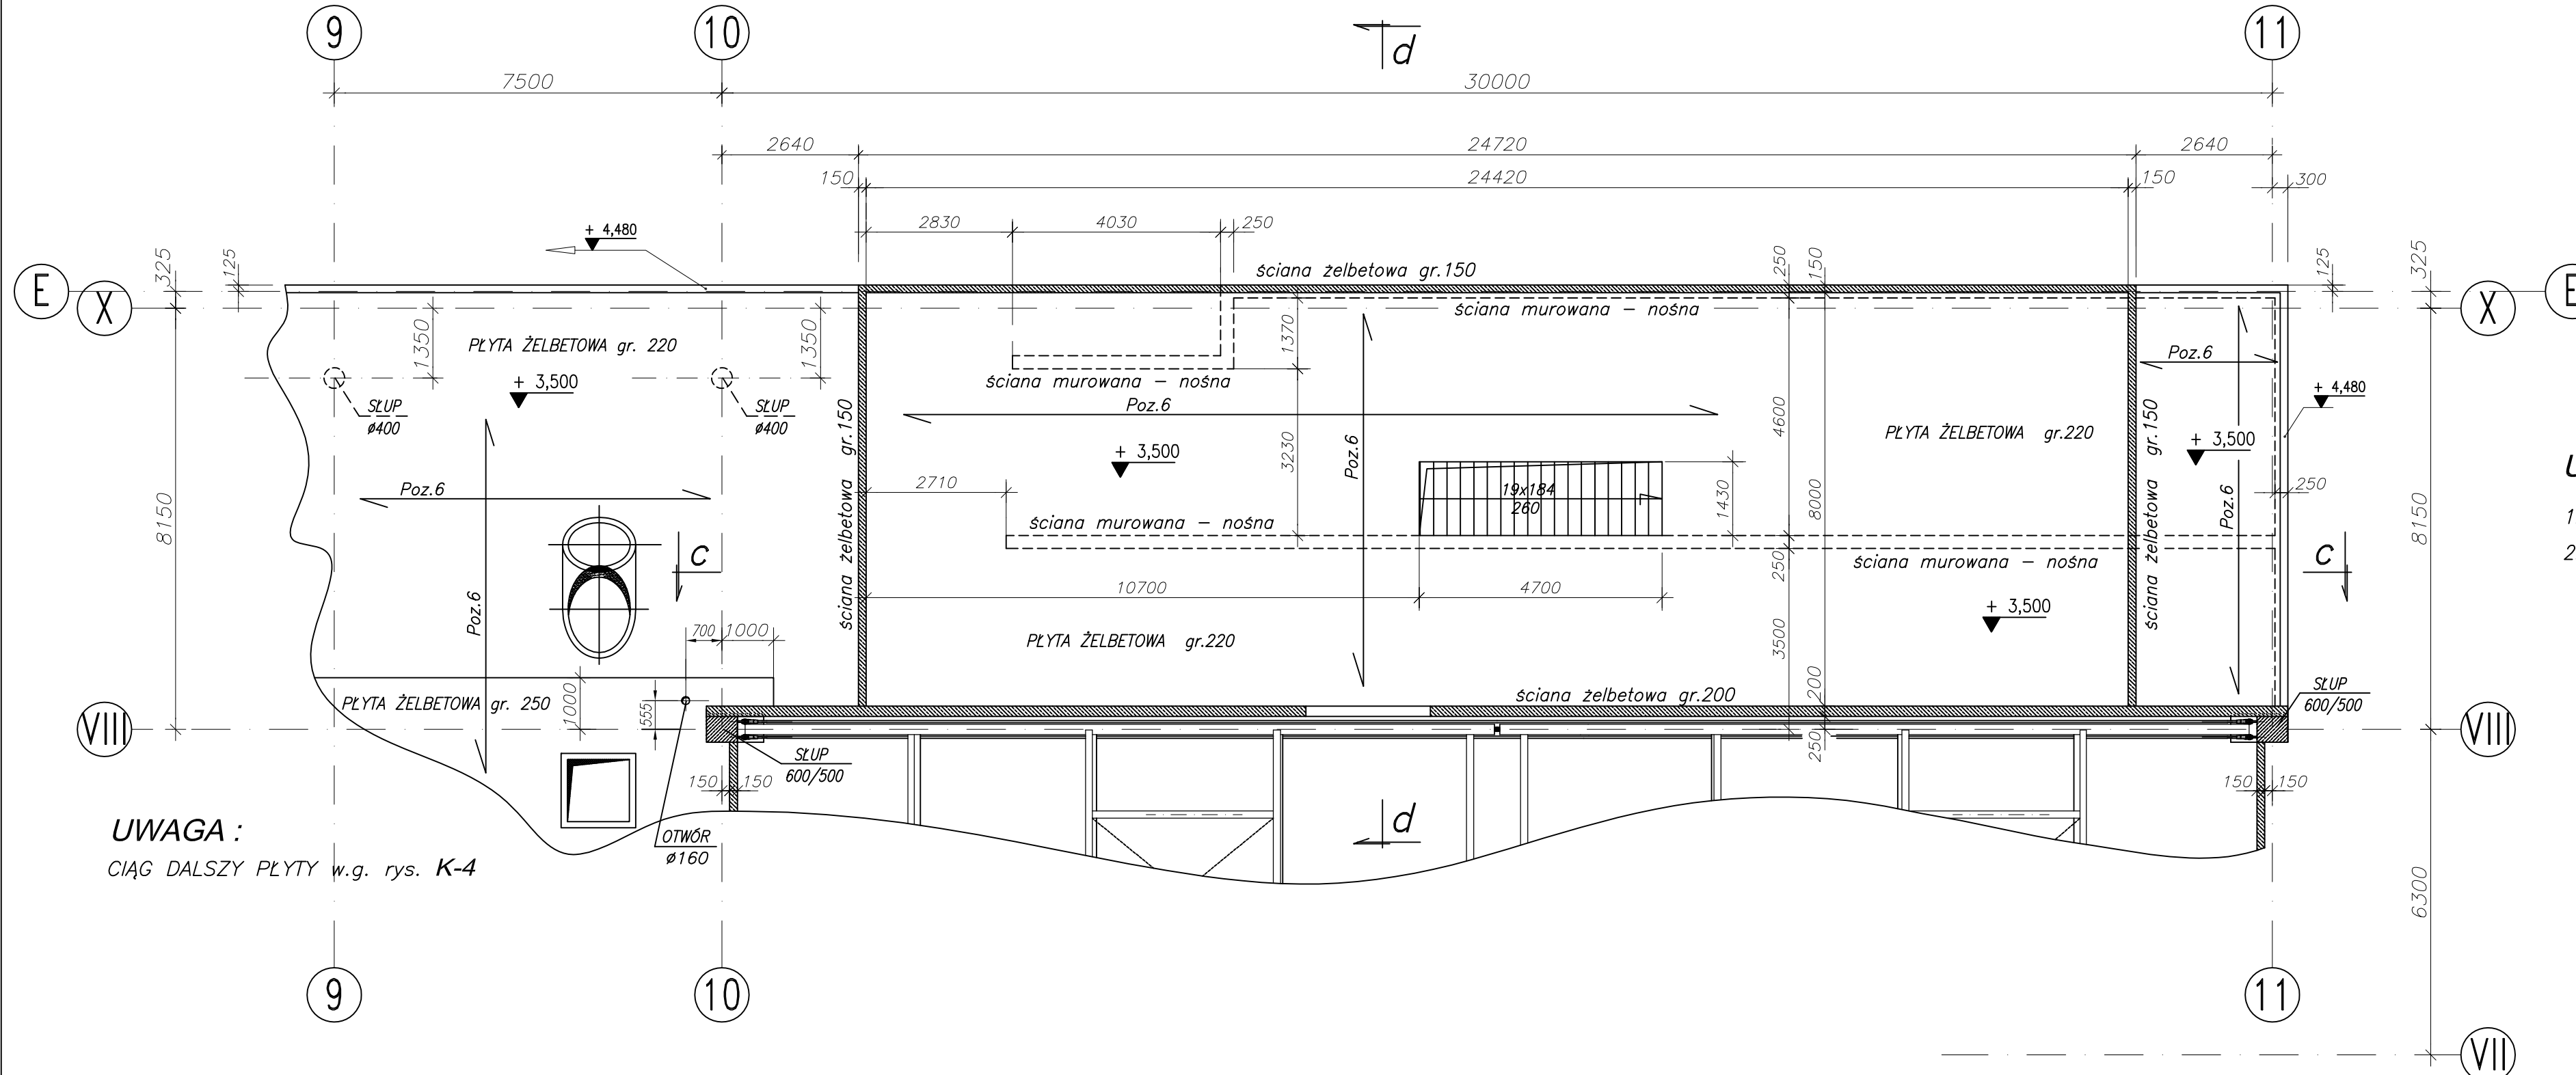 9
10
11
d
7500
30000
2640
24720
2640
150
24420
150
300
2830
4030
250
+ 4,480
325
125
250
150
125
325
ściana żelbetowa gr.150
E
X
ściana murowana – nośna
X
E
1350
1350
1370
PŁYTA ŻELBETOWA gr. 220
Poz.6
+ 3,500
ściana murowana – nośna
+ 4,480
SŁUP
ø400
SŁUP
ø400
Poz.6
4600
PŁYTA ŻELBETOWA gr.220
ściana żelbetowa gr.150
+ 3,500
3230
Poz.6
ściana żelbetowa gr.150
+ 3,500
U
Poz.6
2710
19x184
260
1430
8000
Poz.6
250
8150
1
8150
ściana murowana – nośna
2
C
250
ściana murowana – nośna
C
Poz.6
10700
4700
+ 3,500
700
1000
PŁYTA ŻELBETOWA gr.220
3500
PŁYTA ŻELBETOWA gr. 250
1000
555
ściana żelbetowa gr.200
200
SŁUP
600/500
VIII
VIII
SŁUP
600/500
250
150
150
150
150
UWAGA :
OTWÓR
ø160
d
CIĄG DALSZY PŁYTY w.g. rys. K-4
6300
9
10
11
VII